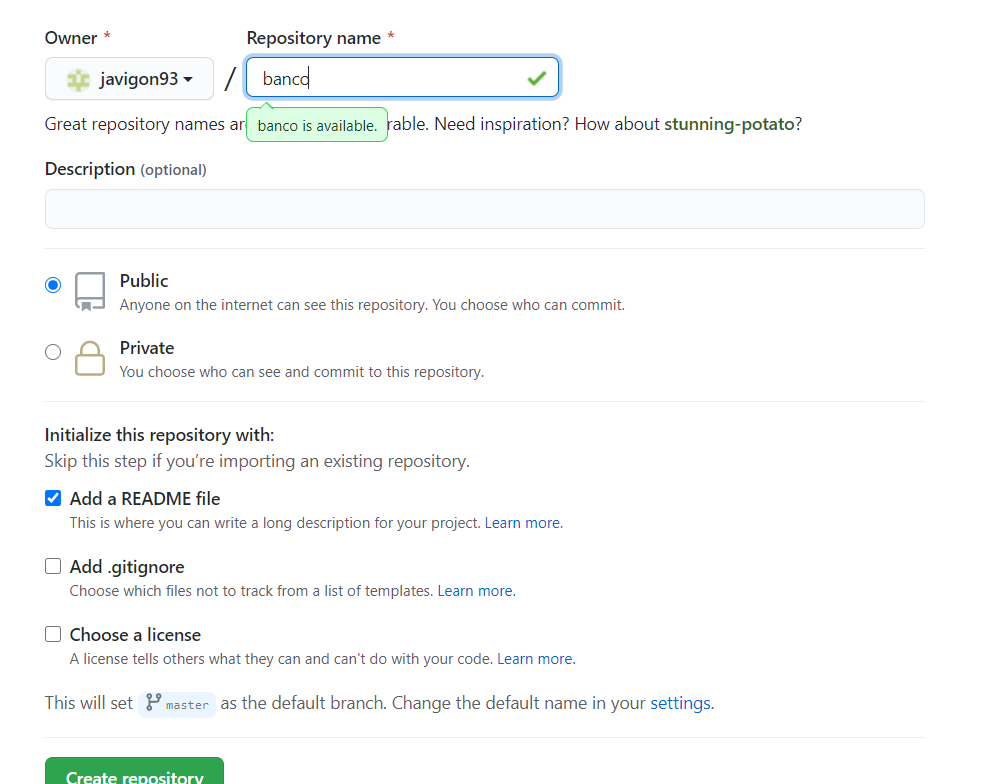 Owner * Repository name *
javigon93 / banco
Great repository names ar rable. Need inspiration? How about stunning-potato?
banco is available.
Description (optional)
Public
Anyone on the internet can see this repository. You choose who can commit.
Private
You choose who can see and commit to this repository.
Initialize this repository with:
Skip this step if you’re importing an existing repository.
Add a README file
This is where you can write a long description for your project. Learn more.
Add .gitignore
Choose which files not to track from a list of templates. Learn more.
Choose a license
A license tells others what they can and can't do with your code. Learn more.
This will set master as the default branch. Change the default name in your settings.
Create repository